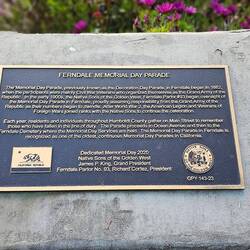 FERNDALE MEMORIAL DAY PARADE
The Memorial Day Parade, previously known as the Decoration Day Parade, in Ferndale began in 1882,
when the participants were mainly Civil War Veterans who organized themselves as the Grand Army of the
Republic. In the early 1900s, the Native Sons of the Golden West, Ferndale Parlor #93 began oversight of
the Memorial Day Parade in Ferndale, proudly assuming responsibility from the Grand Army of the
Republic as their numbers began to dwindle. After World War 2, the American Legion and Veterans of
Foreign Wars joined ranks with the Native Sons to continue the celebration.
Each year, residents and individuals throughout Humboldt County gather on Main Street to remember
those who have fallen in the line of duty. The Parade proceeds to Ocean Avenue and then to the
Ferndale Cemetery where the Memorial Day Services are held. The Memorial Day Parade in Ferndale is
recognized as one of the oldest, continuous Memorial Day Parades in California.
Dedicated Memorial Day 2020
Native Sons of the Golden West
James P. King, Grand President
Ferndale Parlor No. 93, Richard Cortez, President
CALIFORNIA REPUBLIC
GPY 143-23